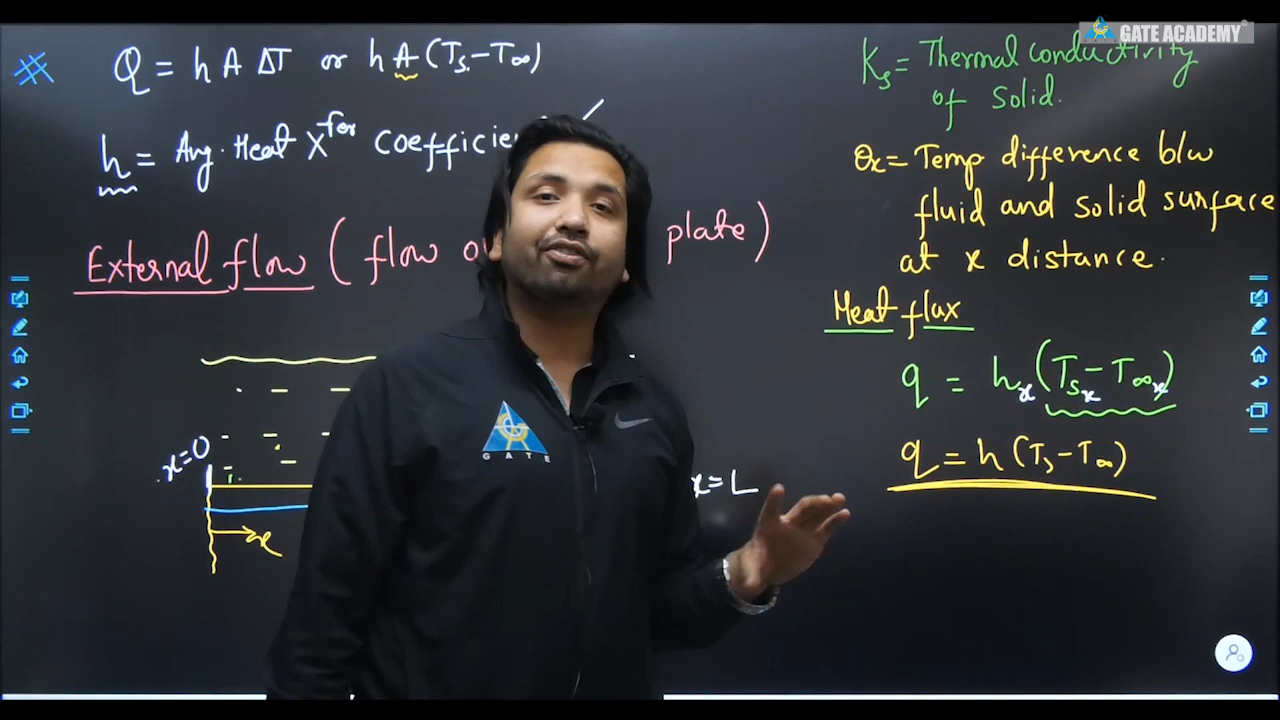 GATE ACADEMY
Q = h A ΔT or h A (Ts - T∞)
h = Avg. Heat Xfer coefficien
External flow ( flow o plate )
x=0
x
x=L
GATE
Ks = Thermal conductivity
of solid.
θx = Temp difference b/w
fluid and solid surface
at x distance.
Heat flux
q = hx (Tsx - T∞x)
q = h (Ts - T∞)